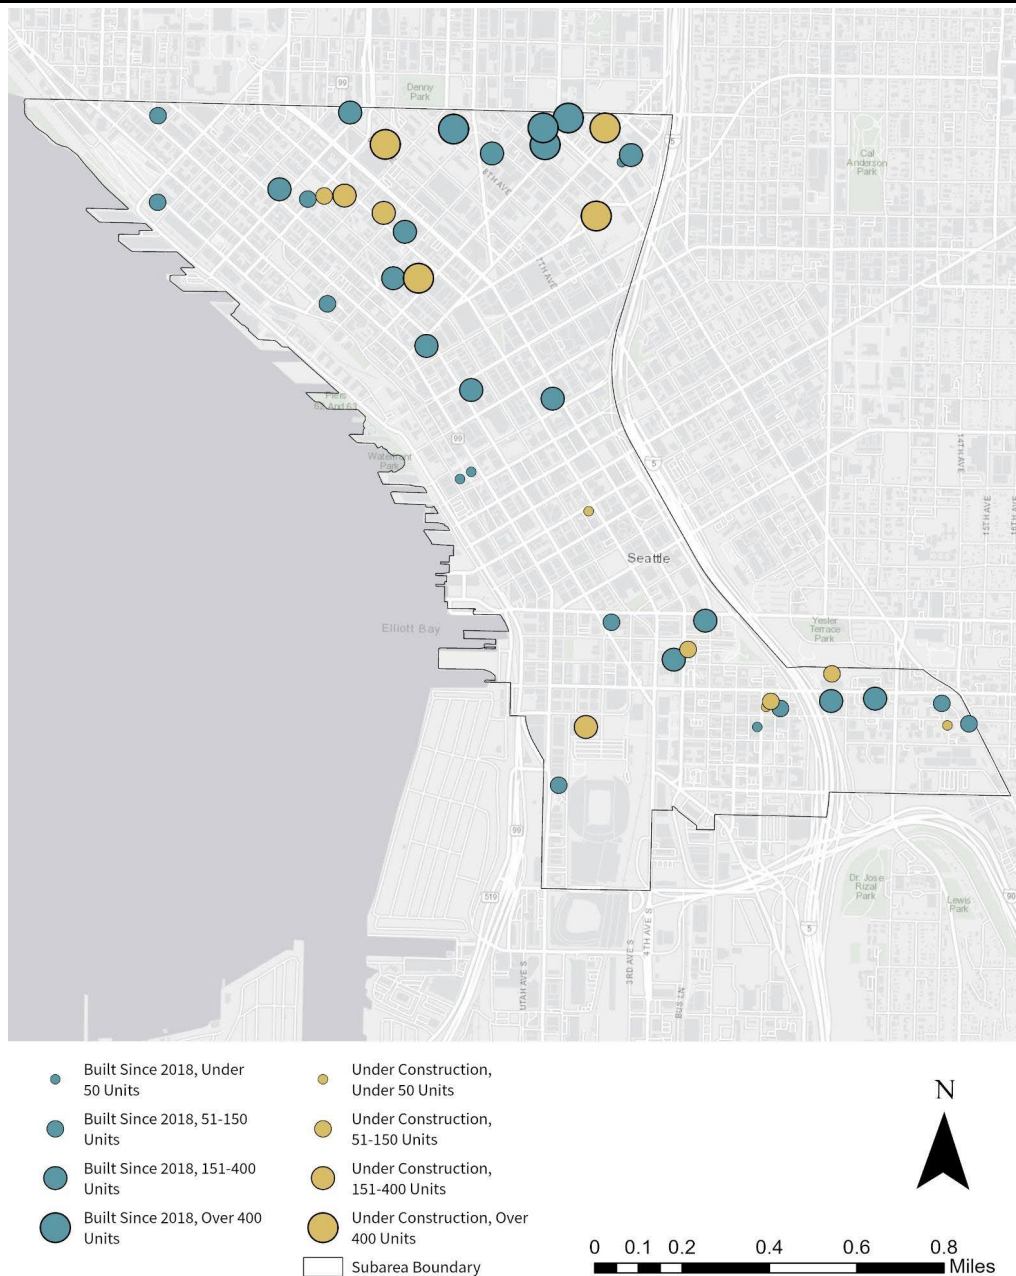 99
Denny
Park
5
Cal
Anderson
Park
8TH AVE
7TH AVE
Piers
62 And 63
99
Waterfront
Park
5
14TH AVE
15TH AVE
16TH AVE
Seattle
Elliott Bay
Yesler
Terrace
Park
99
519
Dr. Jose
Rizal
Park
Lewis
Park
90
5
UTAH AVE S
3RD AVE S
4TH AVE S
BUSLN
Built Since 2018, Under
50 Units
Built Since 2018, 51-150
Units
Built Since 2018, 151-400
Units
Built Since 2018, Over 400
Units
Under Construction,
Under 50 Units
Under Construction,
51-150 Units
Under Construction,
151-400 Units
Under Construction, Over
400 Units
Subarea Boundary
N
0 0.1 0.2 0.4 0.6 0.8
Miles